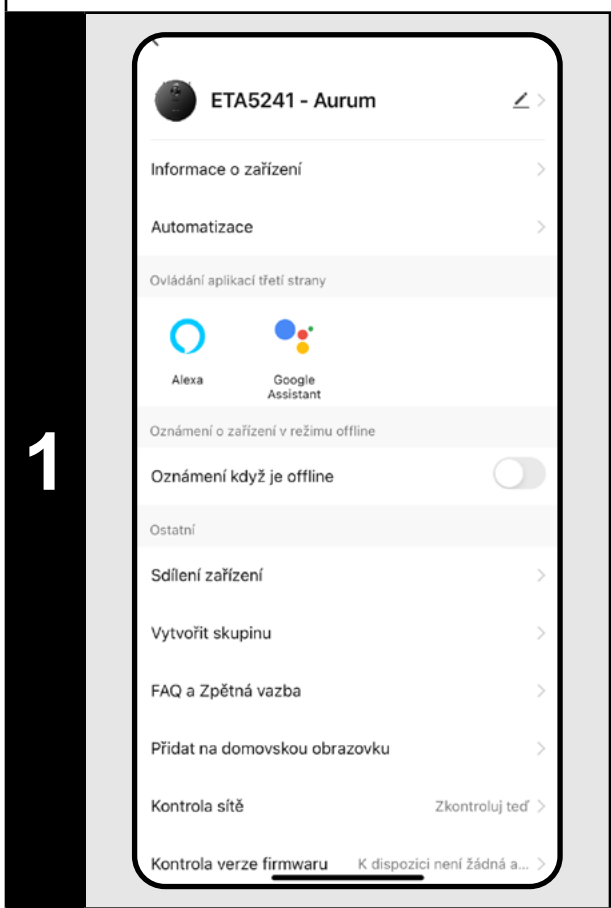 1
ETA5241 - Aurum
Informace o zařízení
Automatizace
Ovládání aplikací třetí strany
Alexa
Google
Assistant
Oznámení o zařízení v režimu offline
Oznámení když je offline
Ostatní
Sdílení zařízení
Vytvořit skupinu
FAQ a Zpětná vazba
Přidat na domovskou obrazovku
Kontrola sítě Zkontroluj teď
Kontrola verze firmwaru K dispozici není žádná a...